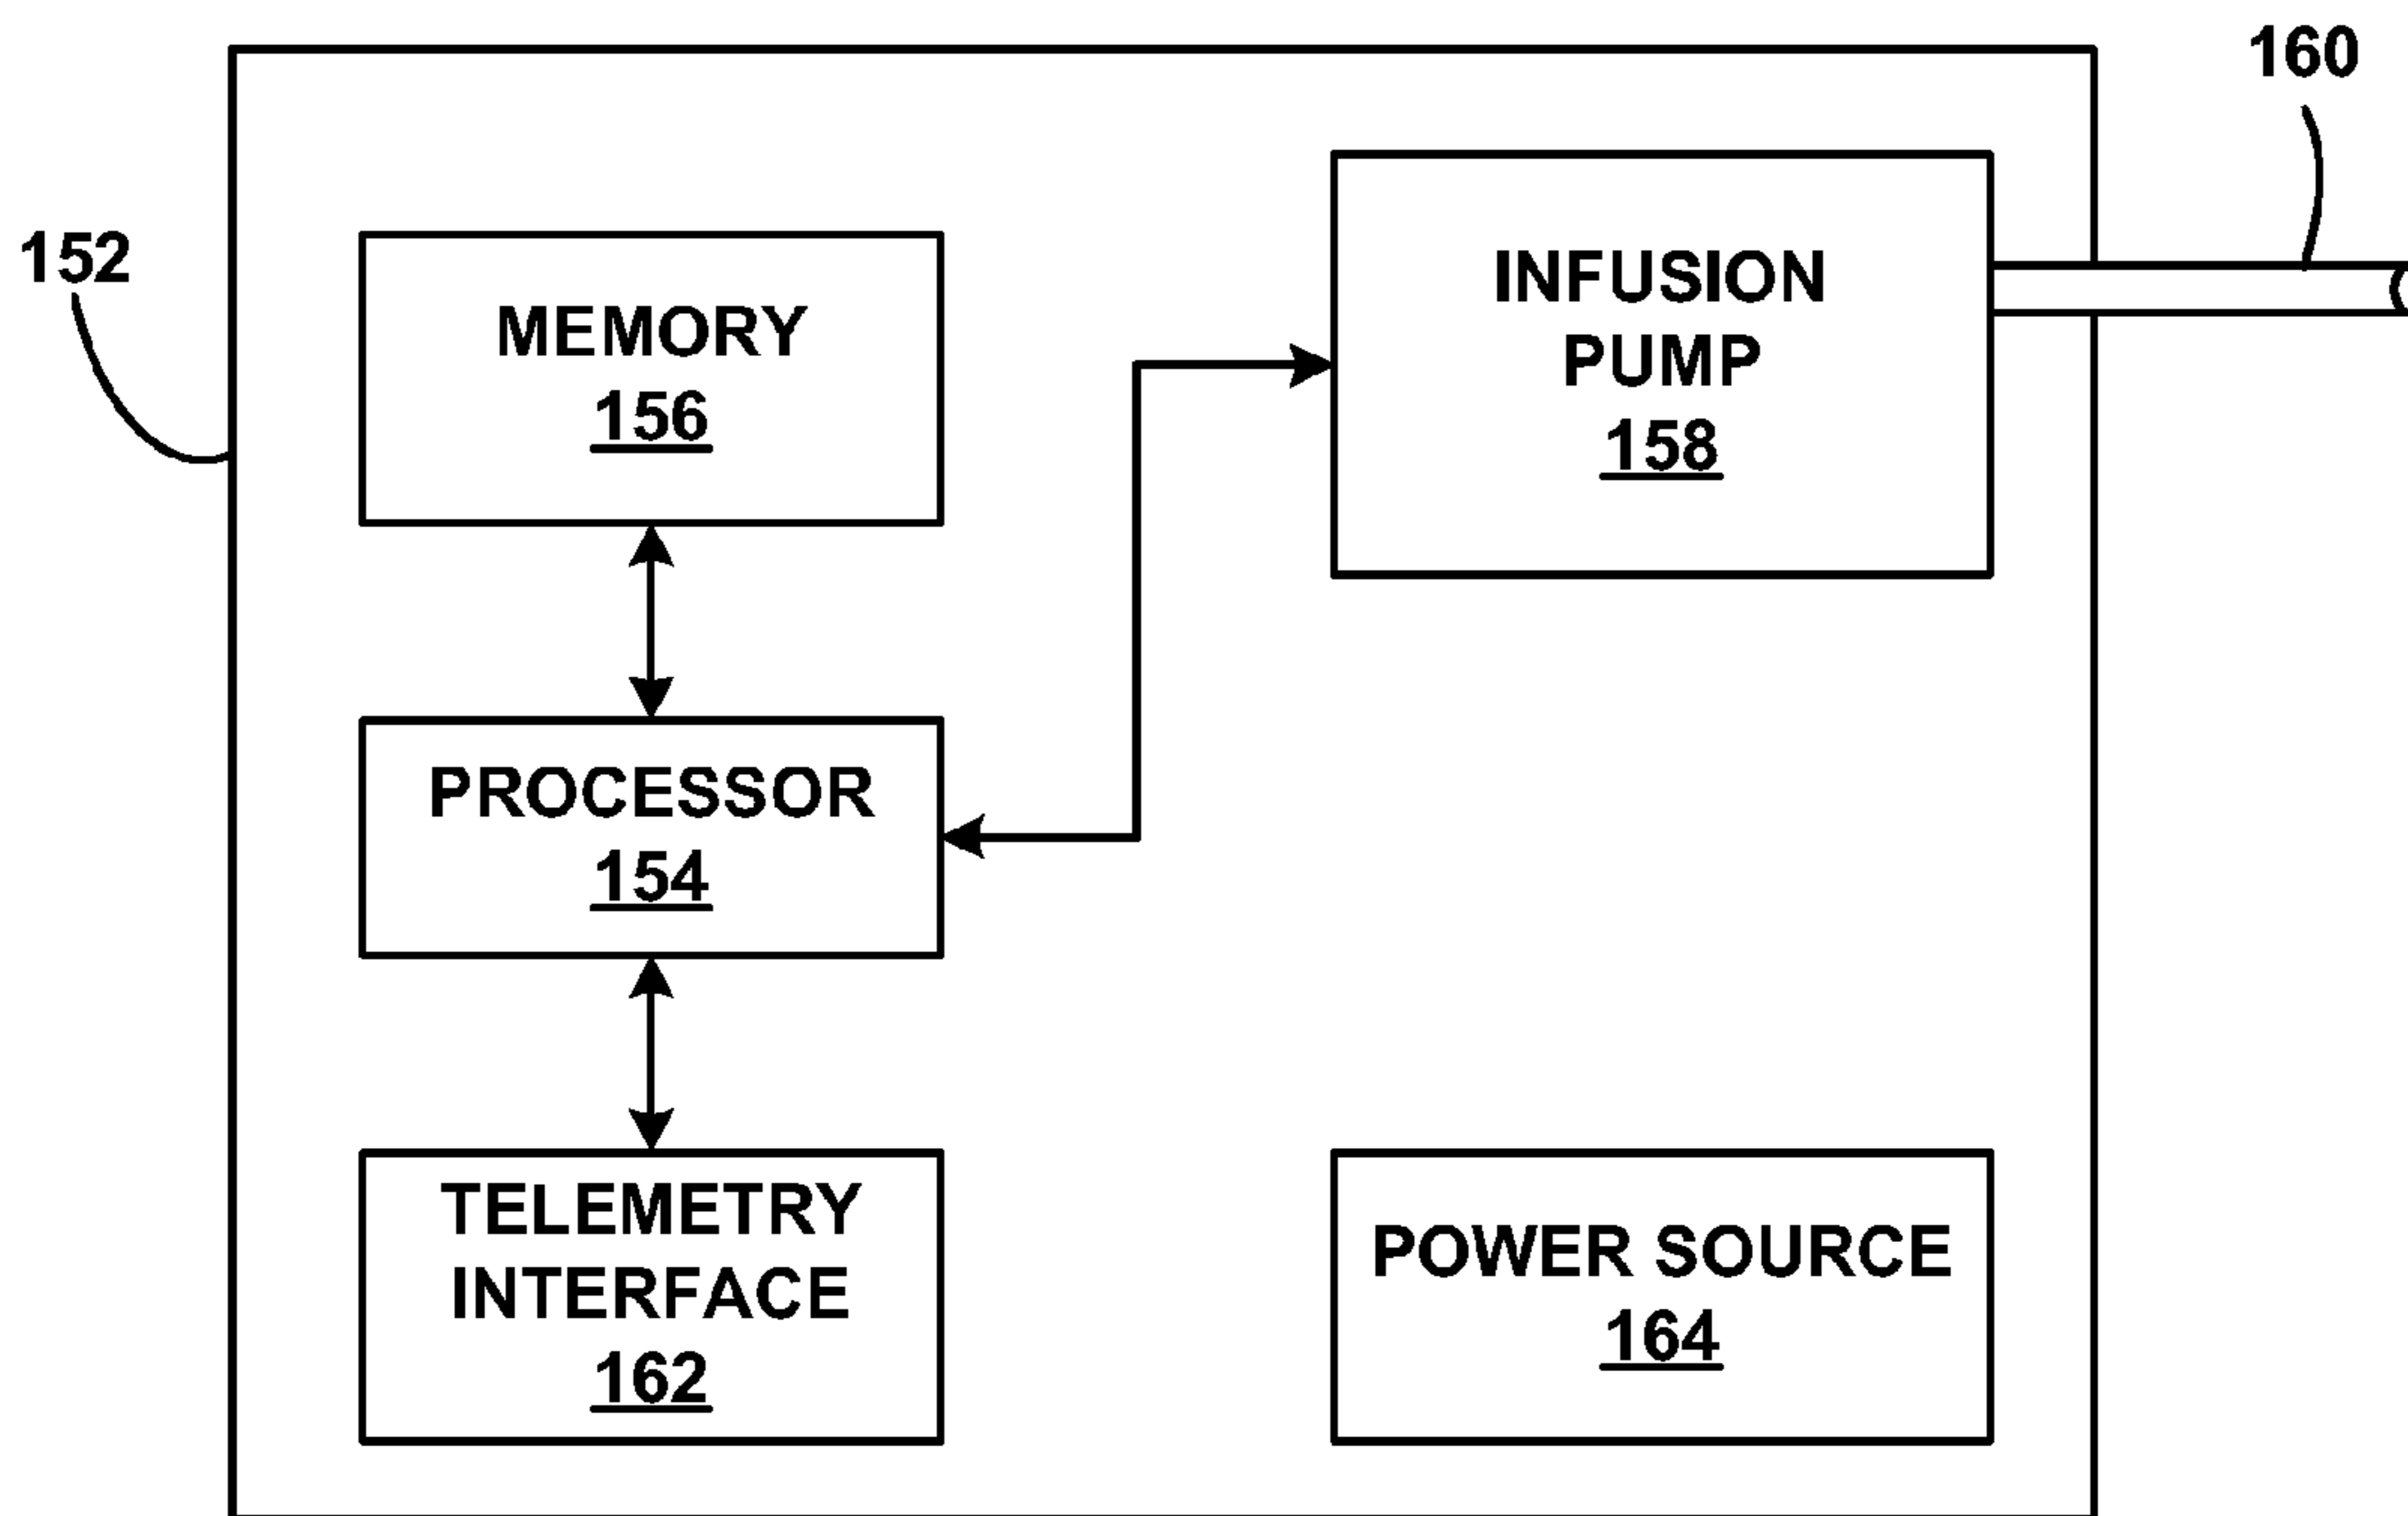 160
152
MEMORY
156
INFUSION
PUMP
158
PROCESSOR
154
TELEMETRY
INTERFACE
162
POWER SOURCE
164